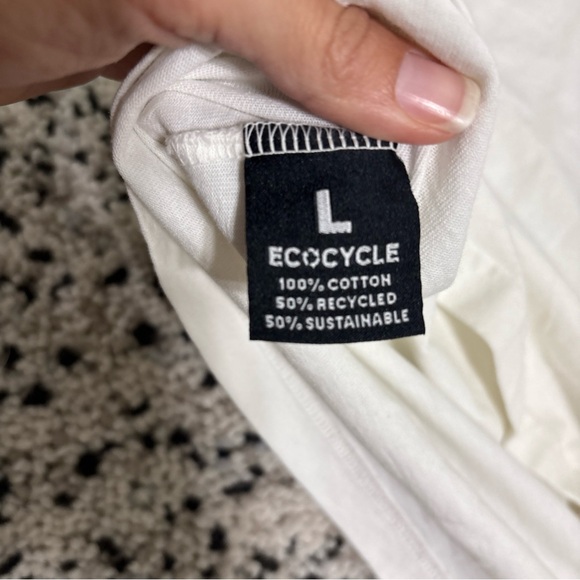 L
ECOCYCLE
100% COTTON
50% RECYCLED
50% SUSTAINABLE